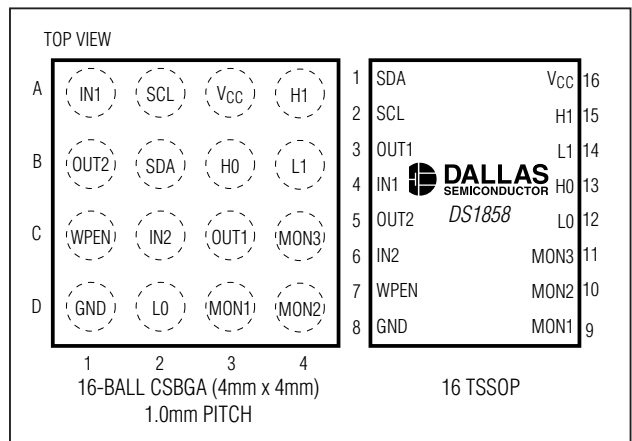 TOP VIEW
A IN1 SCL VCC H1
B OUT2 SDA H0 L1
C WPEN IN2 OUT1 MON3
D GND L0 MON1 MON2
1 2 3 4
16-BALL CSBGA (4mm x 4mm)
1.0mm PITCH
1 SDA VCC 16
2 SCL H1 15
3 OUT1 L1 14
4 IN1 DALLAS SEMICONDUCTOR H0 13
5 OUT2 DS1858 L0 12
6 IN2 MON3 11
7 WPEN MON2 10
8 GND MON1 9
16 TSSOP